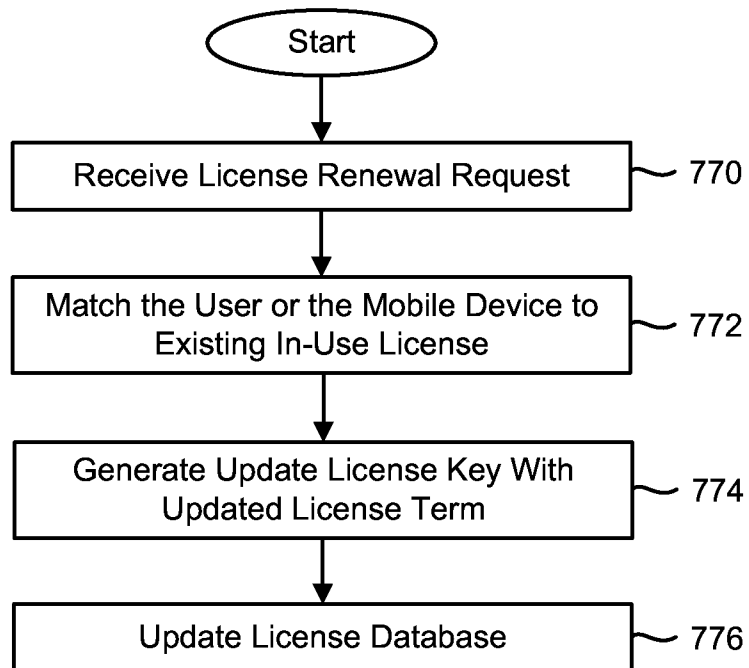 Start
Receive License Renewal Request 770
Match the User or the Mobile Device to
Existing In-Use License
772
Generate Update License Key With
Updated License Term
774
Update License Database 776